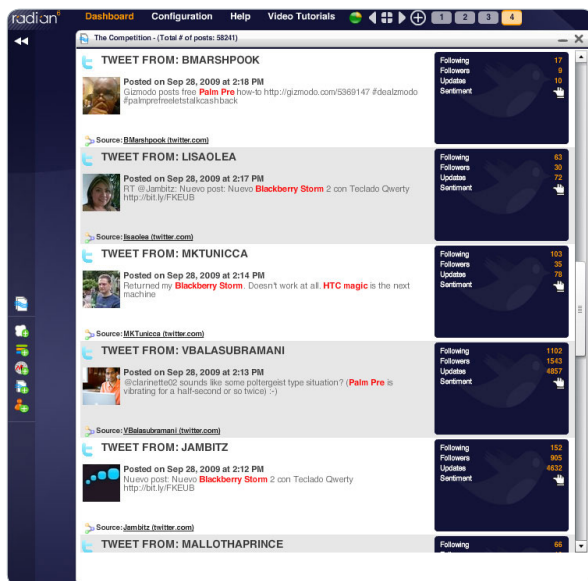 radian6
Dashboard Configuration Help Video Tutorials 1 2 3 4
The Competition - (Total # of posts: 58241)
TWEET FROM: BMARSHPOOK
Posted on Sep 28, 2009 at 2:18 PM
Gizmodo posts free Palm Pre how-to http://gizmodo.com/5369147 #dealzmodo
#palmprefreeletstalkcashback
Source: BMarshpook (twitter.com)
Following 17
Followers 9
Updates 10
Sentiment
TWEET FROM: LISAOLEA
Posted on Sep 28, 2009 at 2:17 PM
RT @Jambitz: Nuevo post: Nuevo Blackberry Storm 2 con Teclado Qwerty
http://bit.ly/FKEUB
Source: lisaolea (twitter.com)
Following 63
Followers 30
Updates 72
Sentiment
TWEET FROM: MKTUNICCA
Posted on Sep 28, 2009 at 2:14 PM
Returned my Blackberry Storm. Doesn't work at all. HTC magic is the next
machine
Source: MKTunicca (twitter.com)
Following 103
Followers 35
Updates 78
Sentiment
TWEET FROM: VBALASUBRAMANI
Posted on Sep 28, 2009 at 2:13 PM
@clarinette02 sounds like some poltergeist type situation? (Palm Pre is
vibrating for a half-second or so twice) :-)
Source: VBalasubramani (twitter.com)
Following 1102
Followers 1543
Updates 4857
Sentiment
TWEET FROM: JAMBITZ
Posted on Sep 28, 2009 at 2:12 PM
Nuevo post: Nuevo Blackberry Storm 2 con Teclado Qwerty
http://bit.ly/FKEUB
Source: Jambitz (twitter.com)
Following 152
Followers 905
Updates 4632
Sentiment
TWEET FROM: MALLOTHAPRINCE
Following 66